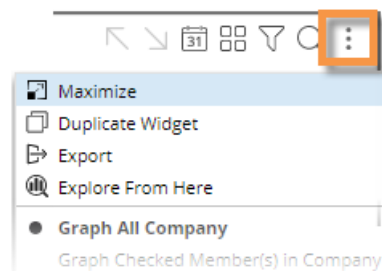 31
Maximize
Duplicate Widget
Export
Explore From Here
Graph All Company
Graph Checked Member(s) in Company